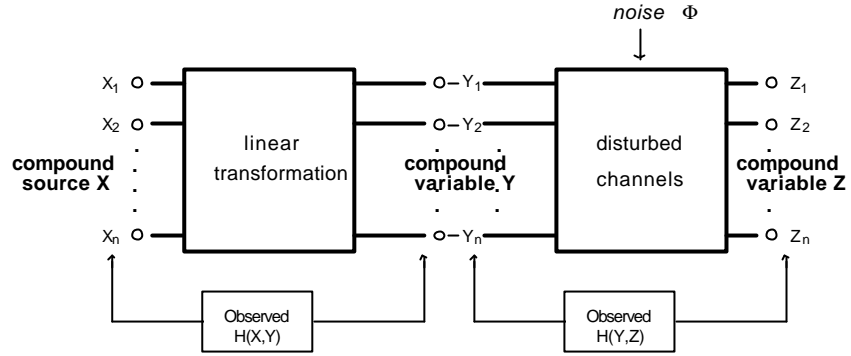 noise Φ
X1
Y1
Z1
X2
Y2
Z2
linear
transformation
disturbed
channels
compound
source X
compound
variable Y
compound
variable Z
Xn
Yn
Zn
Observed
H(X,Y)
Observed
H(Y,Z)